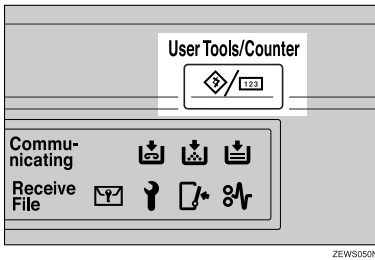 User Tools/Counter
123
Commu-
nicating
Receive
File
ZEWS050N